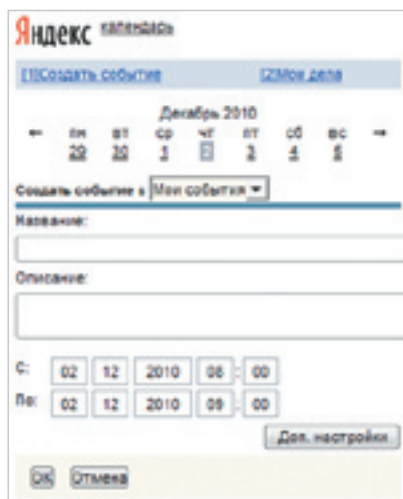 Яндекс календарь
[1]Создать событие [2]Мои дела
Декабрь 2010
← пн вт ср чт пт сб вс →
29 30 1 2 3 4 5
Создать событие в Мои события
Название:
Описание:
С: 02 12 2010 08 : 00
По: 02 12 2010 09 : 00
Доп. настройки
OK Отмена